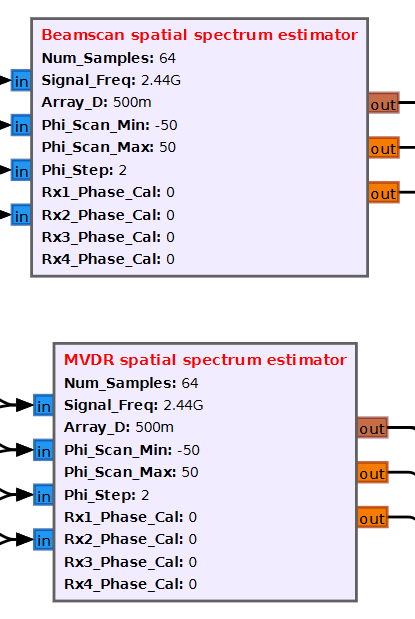 Beamscan spatial spectrum estimator
Num_Samples: 64
in Signal_Freq: 2.44G
Array_D: 500m out
in Phi_Scan_Min: -50
Phi_Scan_Max: 50 out
in Phi_Step: 2
Rx1_Phase_Cal: 0 out
in Rx2_Phase_Cal: 0
Rx3_Phase_Cal: 0
Rx4_Phase_Cal: 0
MVDR spatial spectrum estimator
Num_Samples: 64
in Signal_Freq: 2.44G
Array_D: 500m out
in Phi_Scan_Min: -50
Phi_Scan_Max: 50 out
in Phi_Step: 2
Rx1_Phase_Cal: 0 out
in Rx2_Phase_Cal: 0
Rx3_Phase_Cal: 0
Rx4_Phase_Cal: 0